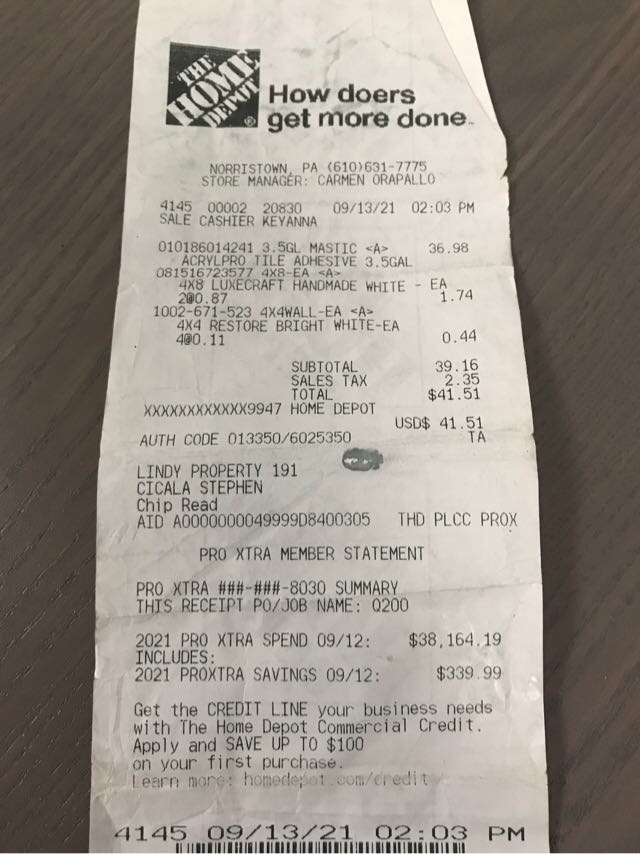 THE
HOME
DEPOT
®
How doers
get more done™
NORRISTOWN, PA (610)631-7775
STORE MANAGER: CARMEN ORAPALLO
4145 00002 20830 09/13/21 02:03 PM
SALE CASHIER KEYANNA
010186014241 3.5GL MASTIC <A> 36.98
ACRYLPRO TILE ADHESIVE 3.5GAL
081516723577 4X8-EA <A>
4X8 LUXECRAFT HANDMADE WHITE - EA
2@0.87 1.74
1002-671-523 4X4WALL-EA <A>
4X4 RESTORE BRIGHT WHITE-EA
4@0.11 0.44
SUBTOTAL 39.16
SALES TAX 2.35
TOTAL $41.51
XXXXXXXXXXXX9947 HOME DEPOT
USD$ 41.51
AUTH CODE 013350/6025350 TA
LINDY PROPERTY 191
CICALA STEPHEN
Chip Read
AID A0000000049999D8400305 THD PLCC PROX
PRO XTRA MEMBER STATEMENT
PRO XTRA ###-###-8030 SUMMARY
THIS RECEIPT PO/JOB NAME: Q200
2021 PRO XTRA SPEND 09/12: $38,164.19
INCLUDES:
2021 PROXTRA SAVINGS 09/12: $339.99
Get the CREDIT LINE your business needs
with The Home Depot Commercial Credit.
Apply and SAVE UP TO $100
on your first purchase.
Learn more: homedepot.com/credit
4145 09/13/21 02:03 PM